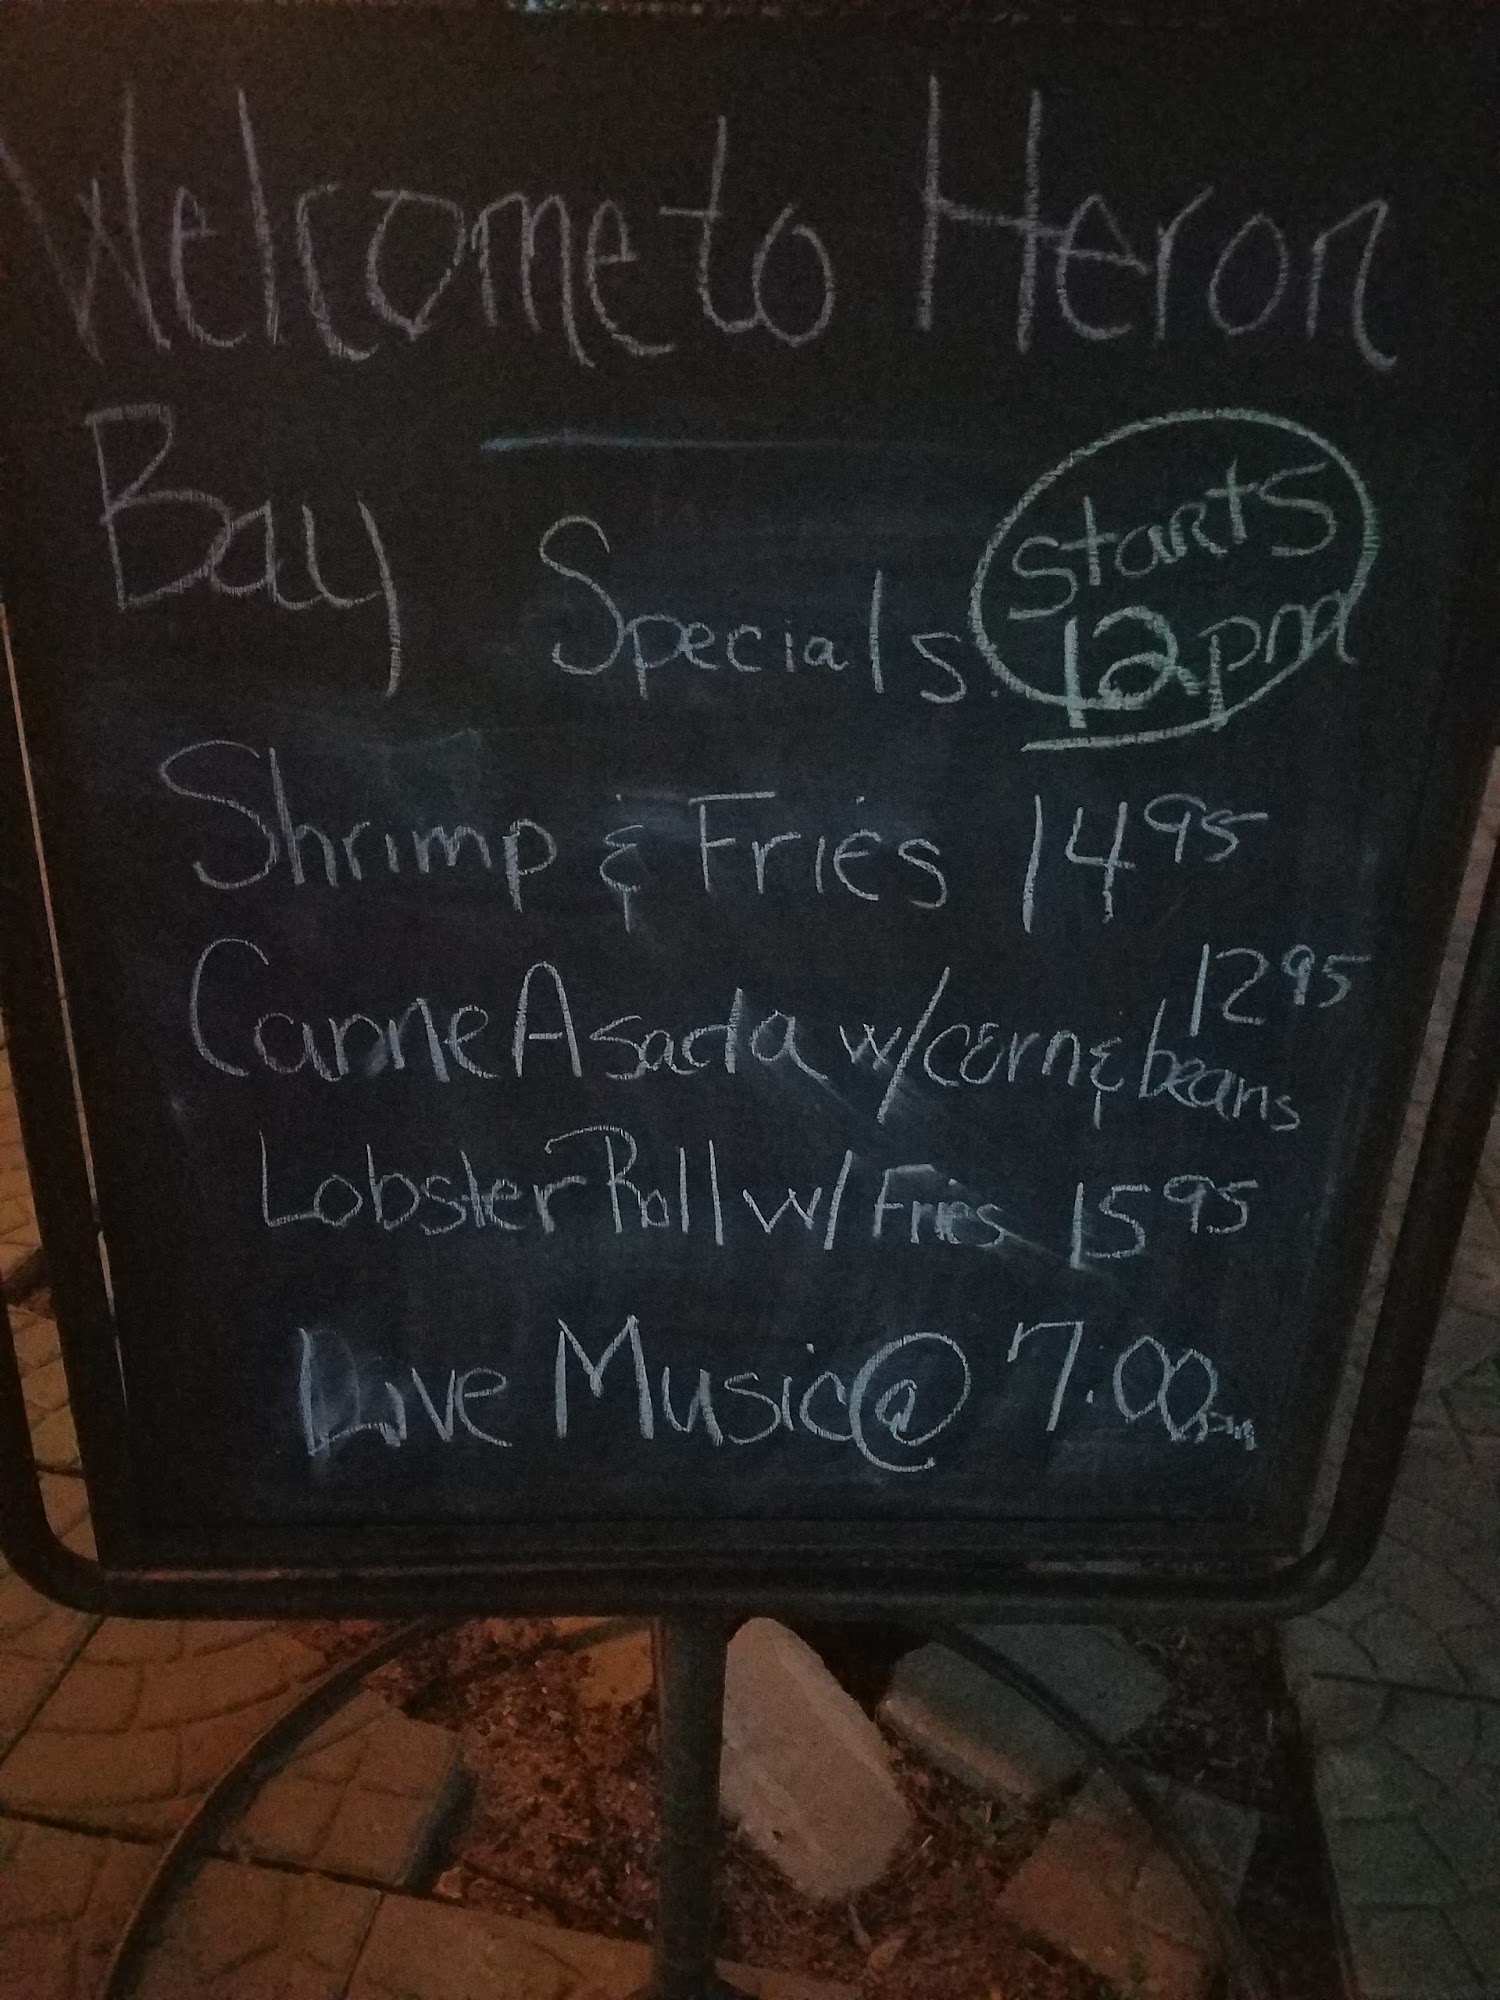 Welcome to Heron
Bay
Specials.
Starts
12pm
Shrimp & Fries 14 95
Carne Asada w/corn & beans 12 95
Lobster Roll w/ Fries 15 95
Live Music @ 7:00pm